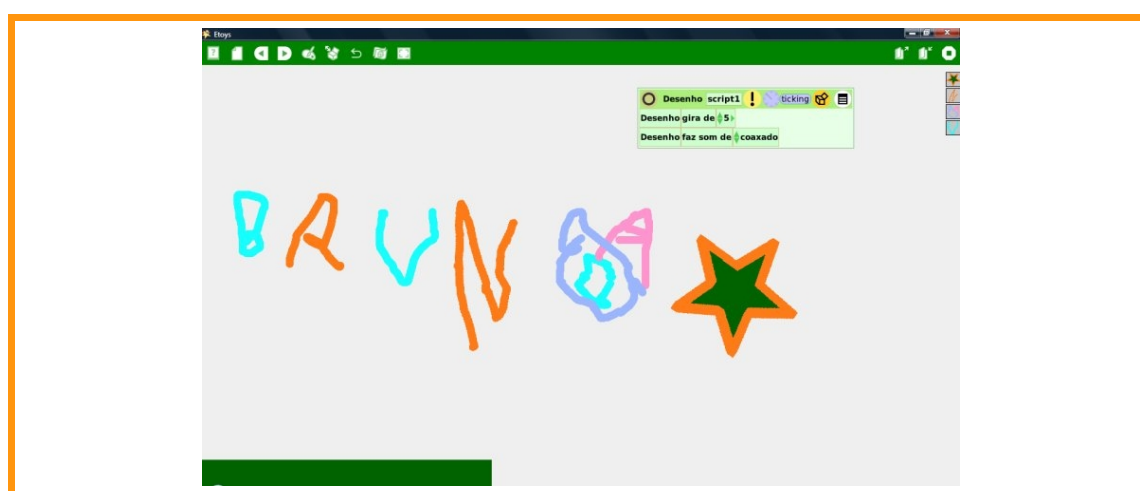 Etoys
Desenho script1 ! ticking
Desenho gira de 5
Desenho faz som de coaxado
BRUNO